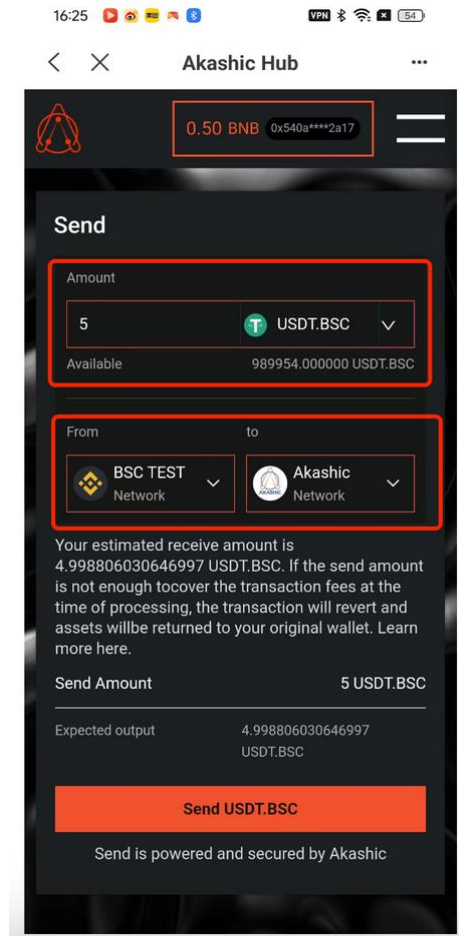 16:25
VPN
54
Akashic Hub
0.50 BNB 0x540a****2a17
Send
Amount
5 USDT.BSC
Available 989954.000000 USDT.BSC
From to
BSC TEST Akashic
Network Network
AKASHIC
Your estimated receive amount is
4.998806030646997 USDT.BSC. If the send amount
is not enough tocover the transaction fees at the
time of processing, the transaction will revert and
assets willbe returned to your original wallet. Learn
more here.
Send Amount 5 USDT.BSC
Expected output 4.998806030646997
USDT.BSC
Send USDT.BSC
Send is powered and secured by Akashic